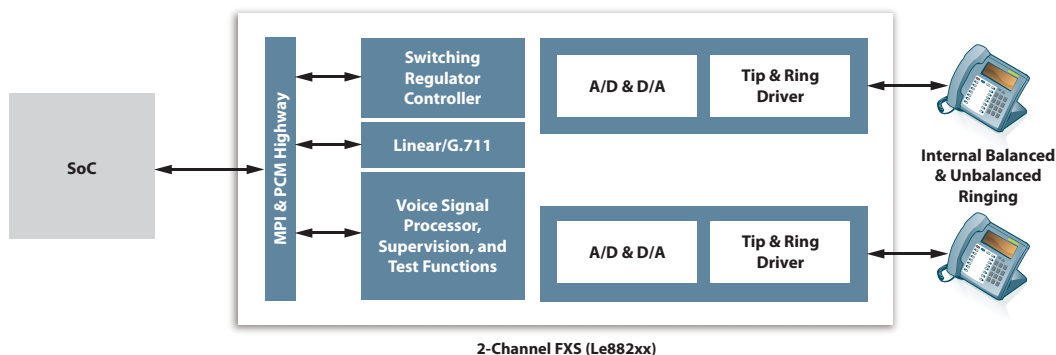 SoC
MPI & PCM Highway
Switching
Regulator
Controller
Linear/G.711
Voice Signal
Processor,
Supervision, and
Test Functions
A/D & D/A
Tip & Ring
Driver
A/D & D/A
Tip & Ring
Driver
Internal Balanced
& Unbalanced
Ringing
2-Channel FXS (Le882xx)